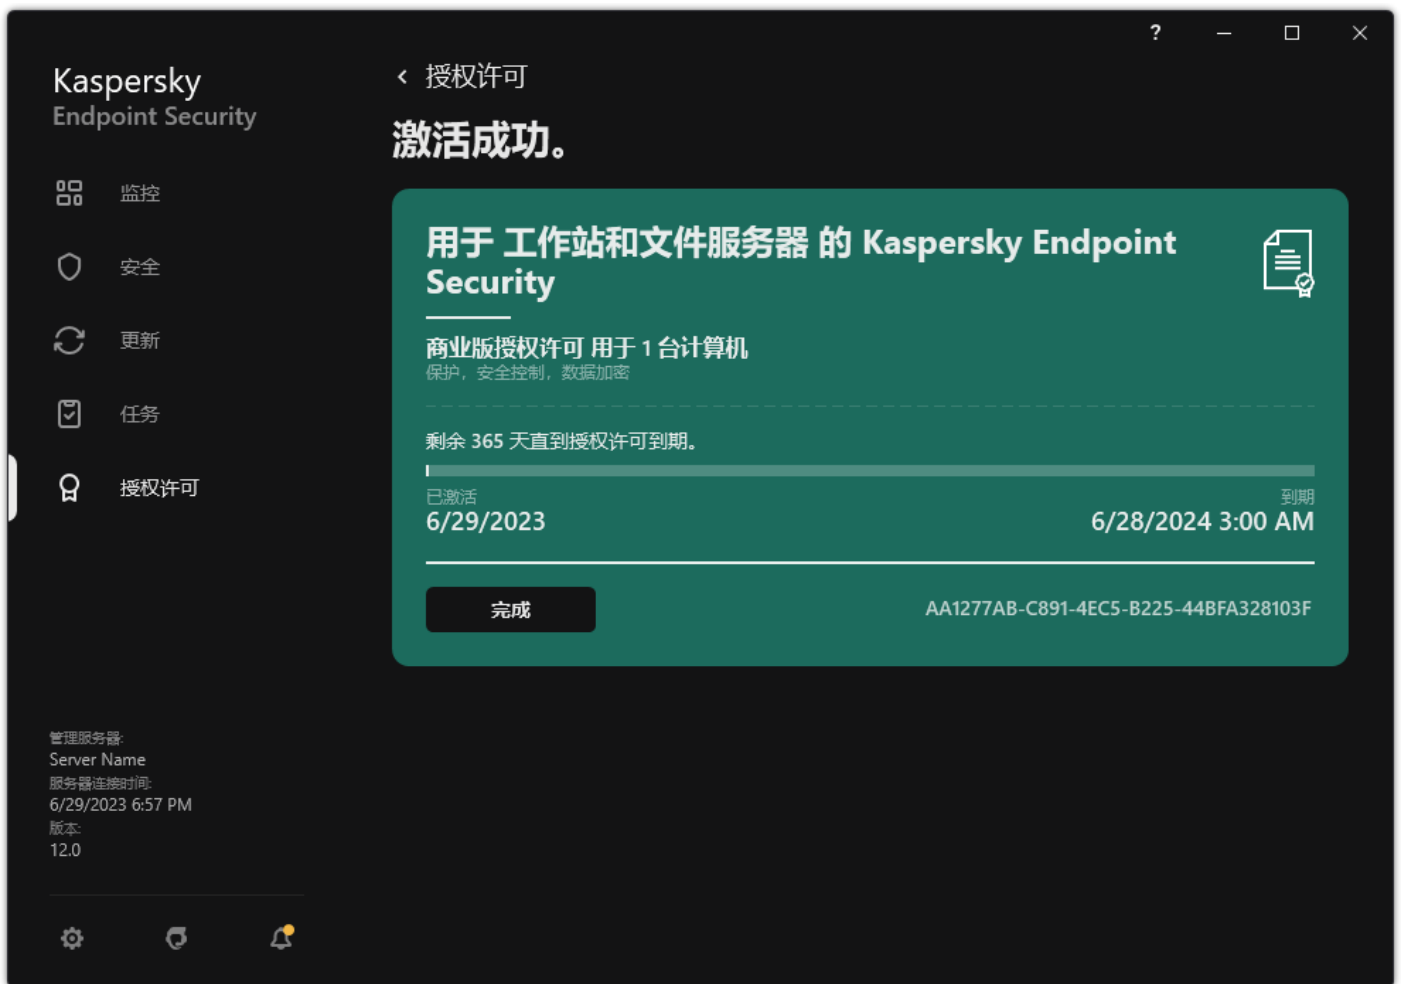 ?
Kaspersky
Endpoint Security
监控
安全
更新
任务
授权许可
管理服务器:
Server Name
服务器连接时间:
6/29/2023 6:57 PM
版本:
12.0
授权许可
激活成功。
用于 工作站和文件服务器 的 Kaspersky Endpoint
Security
商业版授权许可 用于 1 台计算机
保护，安全控制，数据加密
剩余 365 天直到授权许可到期。
已激活
6/29/2023
到期
6/28/2024 3:00 AM
完成
AA1277AB-C891-4EC5-B225-44BFA328103F